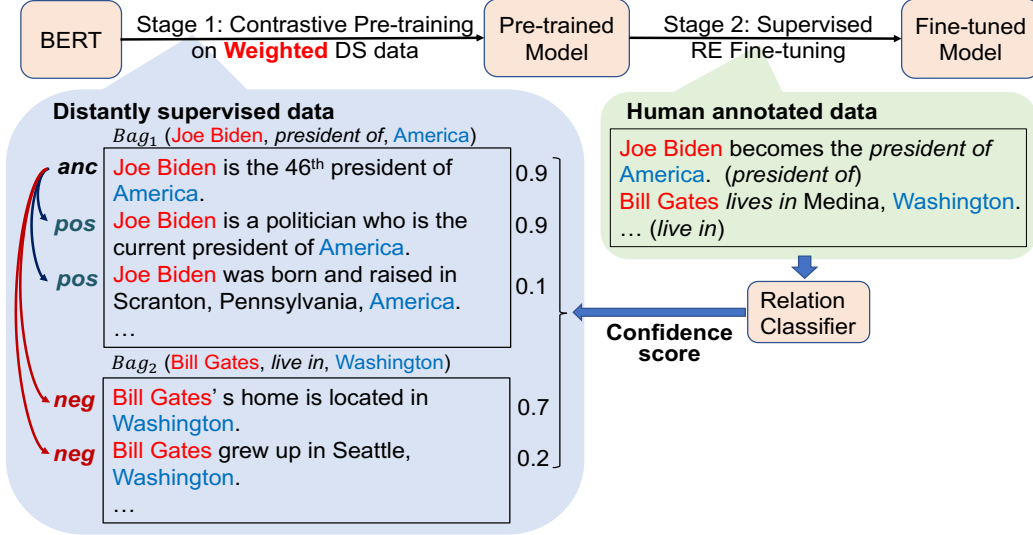 BERT
Stage 1: Contrastive Pre-training
on Weighted DS data
Pre-trained
Model
Stage 2: Supervised
RE Fine-tuning
Fine-tuned
Model
Distantly supervised data
Bag₁ (Joe Biden, president of, America)
anc
Joe Biden is the 46th president of
America.
0.9
pos
Joe Biden is a politician who is the
current president of America.
0.9
pos
Joe Biden was born and raised in
Scranton, Pennsylvania, America.
0.1
…
Bag₂ (Bill Gates, live in, Washington)
neg
Bill Gates' s home is located in
Washington.
0.7
neg
Bill Gates grew up in Seattle,
Washington.
0.2
…
Human annotated data
Joe Biden becomes the president of
America. (president of)
Bill Gates lives in Medina, Washington.
… (live in)
Relation
Classifier
Confidence
score